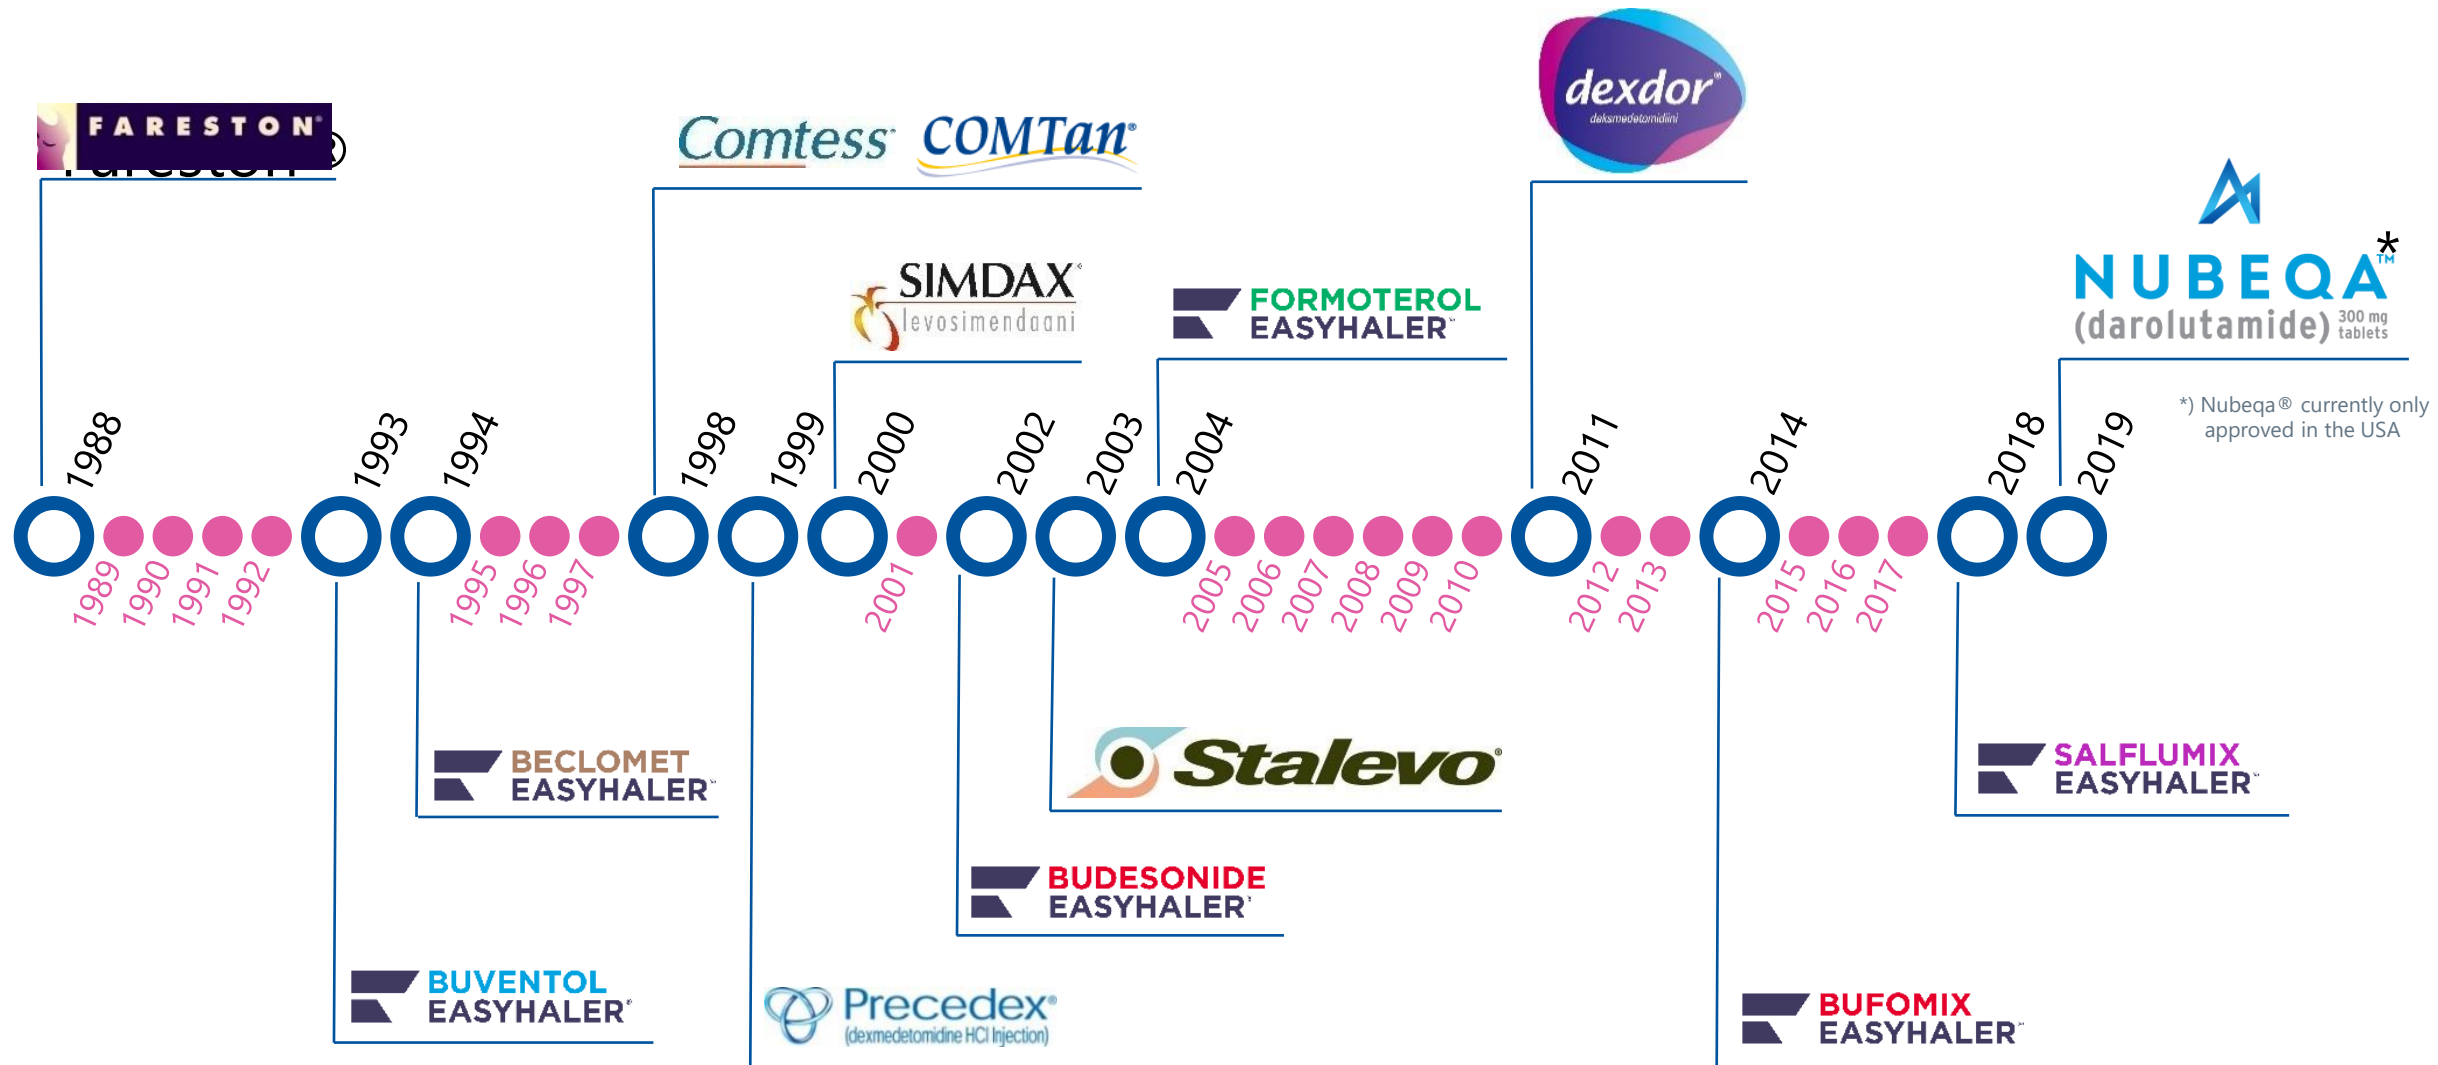 FARESTON®
Fareston®
Comtess® COMTan®
dexdor®
deksmedetomidiini
SIMDAX®
levosimendaani
FORMOTEROL
EASYHALER
*
NUBEQA™
(darolutamide) 300 mg tablets
*) Nubeqa® currently only
approved in the USA
1988
1993
1994
1998
1999
2000
2002
2003
2004
2011
2014
2018
2019
1989
1990
1991
1992
1995
1996
1997
2001
2005
2006
2007
2008
2009
2010
2012
2013
2015
2016
2017
BECLOMET
EASYHALER
Stalevo®
SALFLUMIX
EASYHALER
BUDESONIDE
EASYHALER
BUVENTOL
EASYHALER®
Precedex®
(dexmedetomidine HCl Injection)
BUFOMIX
EASYHALER